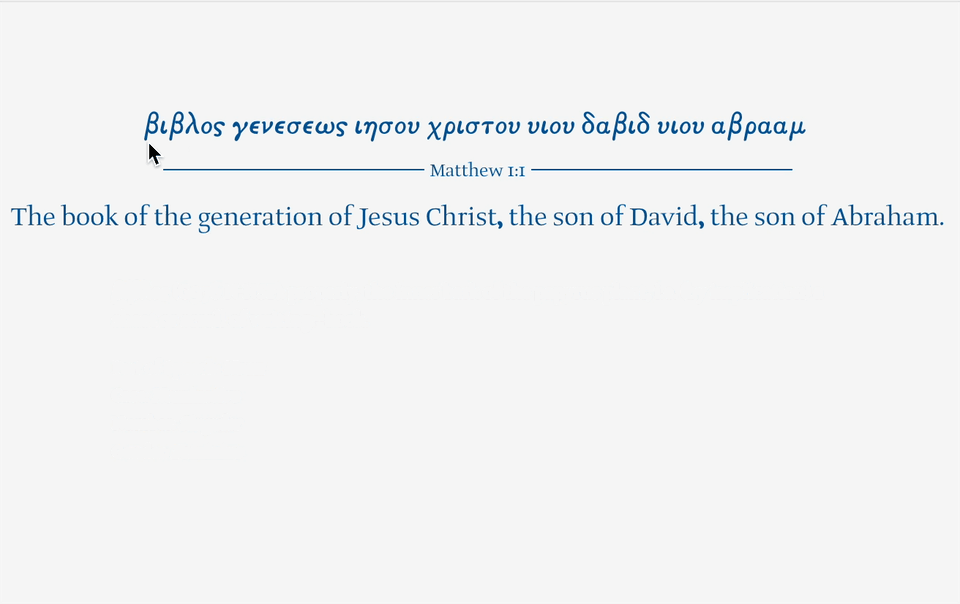 βιβλος γενεσεως ιησου χριστου υιου δαβιδ υιου αβρααμ
Matthew 1:1
The book of the generation of Jesus Christ, the son of David, the son of Abraham.